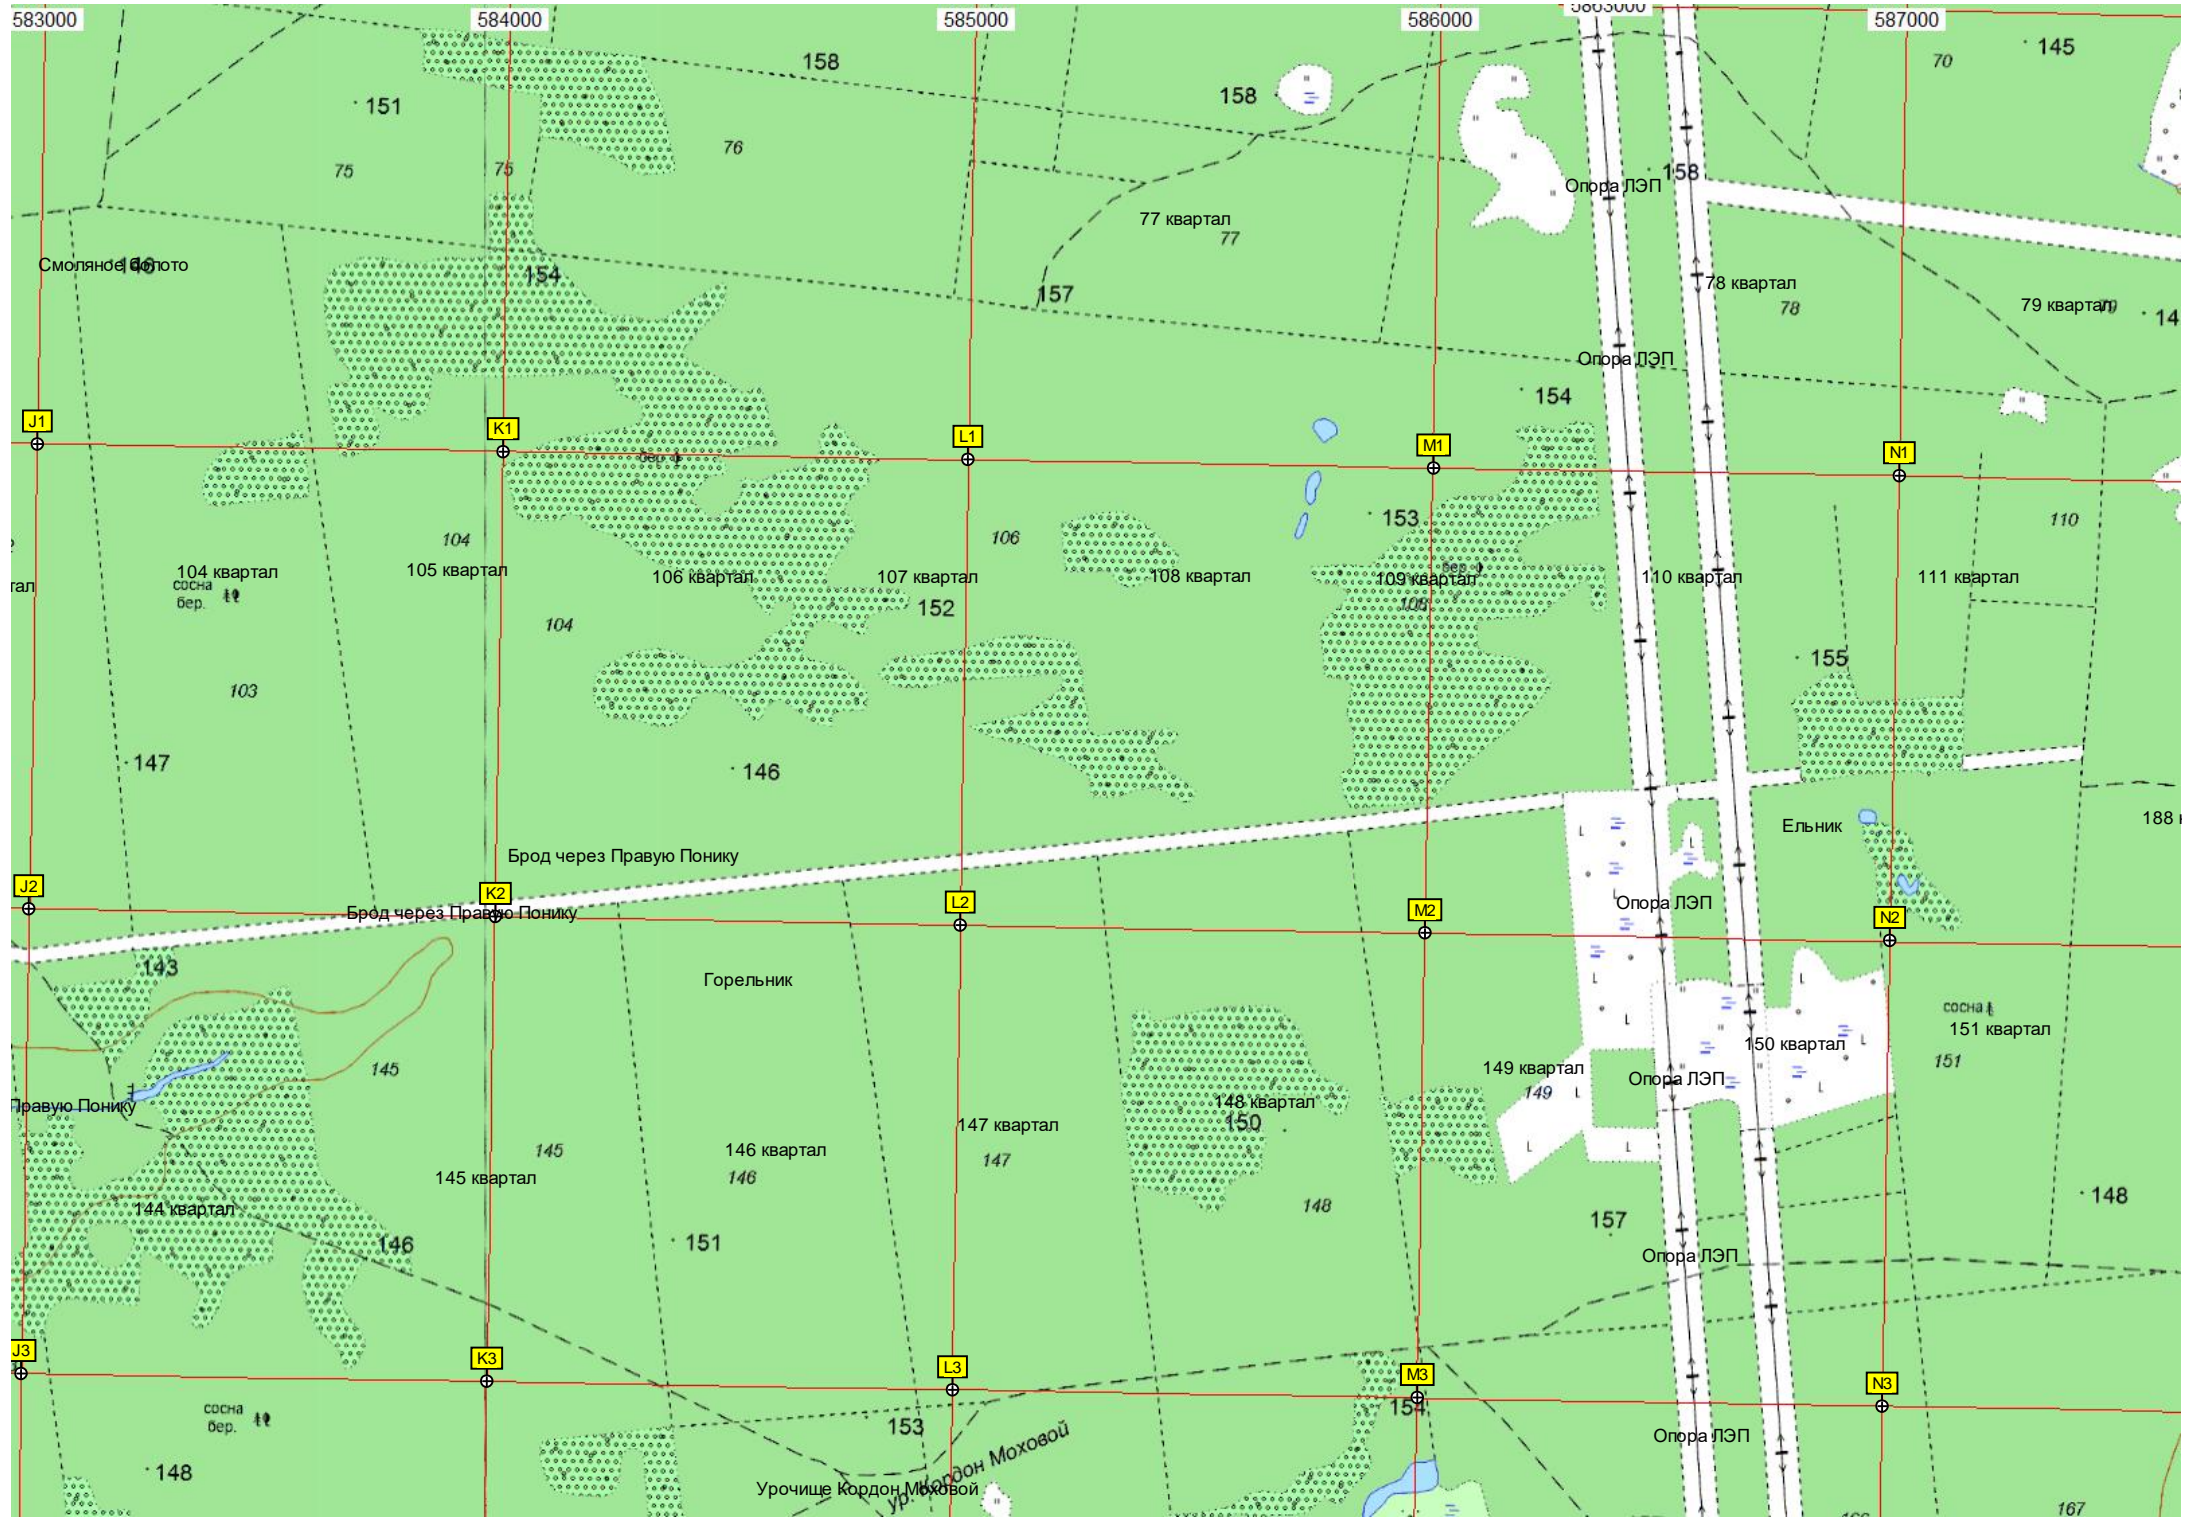 583000
584000
585000
586000
5863000
587000
158
145
70
151
158
76
75
75
158
Опора ЛЭП
77 квартал
77
Смоляное болото
154
157
78 квартал
78
79 квартал
79
14
Опора ЛЭП
154
J1
K1
L1
M1
N1
бер.
153
110
104
106
104 квартал
105 квартал
106 квартал
107 квартал
108 квартал
бер.
109 квартал
110 квартал
111 квартал
тал
сосна
бер.
108
152
104
155
103
147
146
Ельник
188
Брод через Правую Понику
J2
K2
L2
M2
N2
Опора ЛЭП
Брод через Правую Понику
143
Горельник
сосна
151 квартал
150 квартал
151
145
149 квартал
149
Опора ЛЭП
Правую Понику
148 квартал
150
147 квартал
146 квартал
145
147
145 квартал
146
148
148
144 квартал
157
146
151
Опора ЛЭП
J3
K3
L3
M3
N3
154
сосна
бер.
153
Опора ЛЭП
148
ур. Кордон Моховой
Урочище Кордон Моховой
167